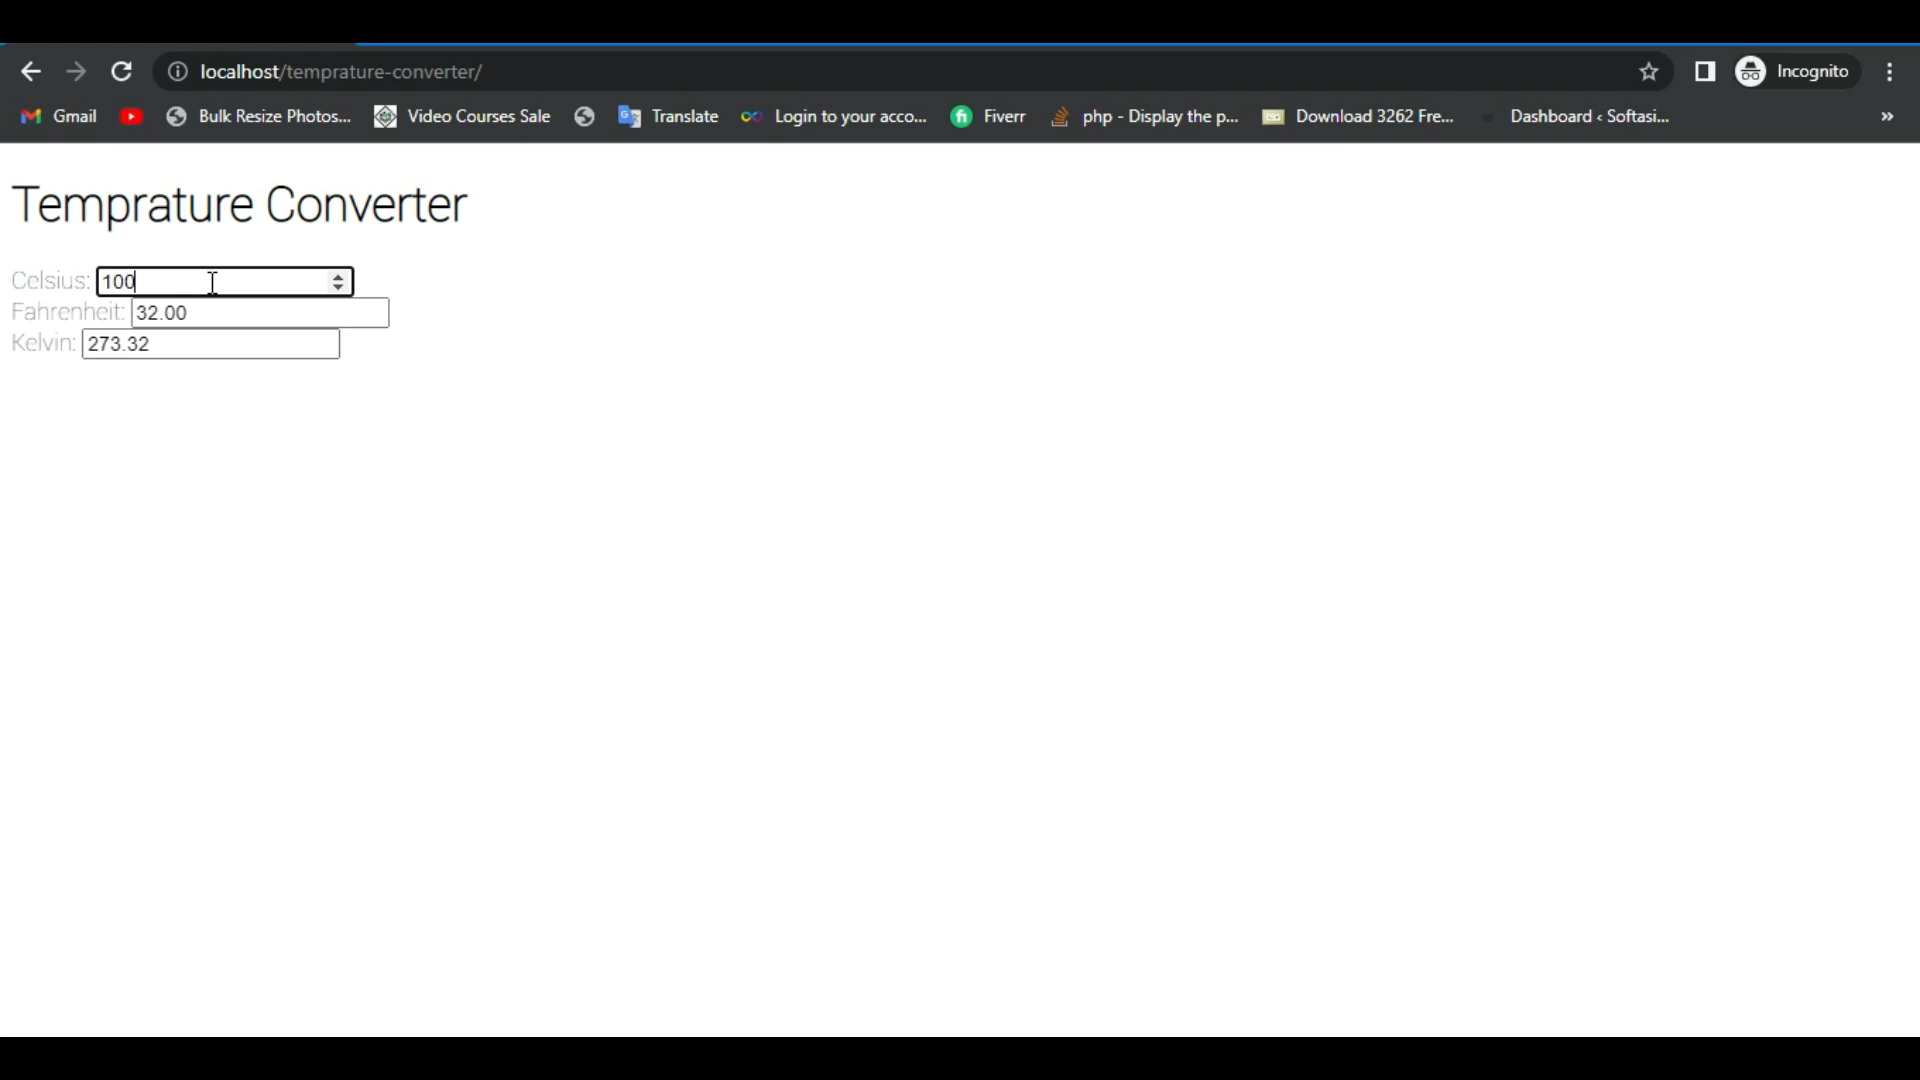 localhost/temprature-converter/
Incognito
Gmail
Bulk Resize Photos...
Video Courses Sale
Translate
Login to your acco...
Fiverr
php - Display the p...
Download 3262 Fre...
Dashboard ‹ Softasi...
»
Temprature Converter
Celsius: 100
Fahrenheit: 32.00
Kelvin: 273.32